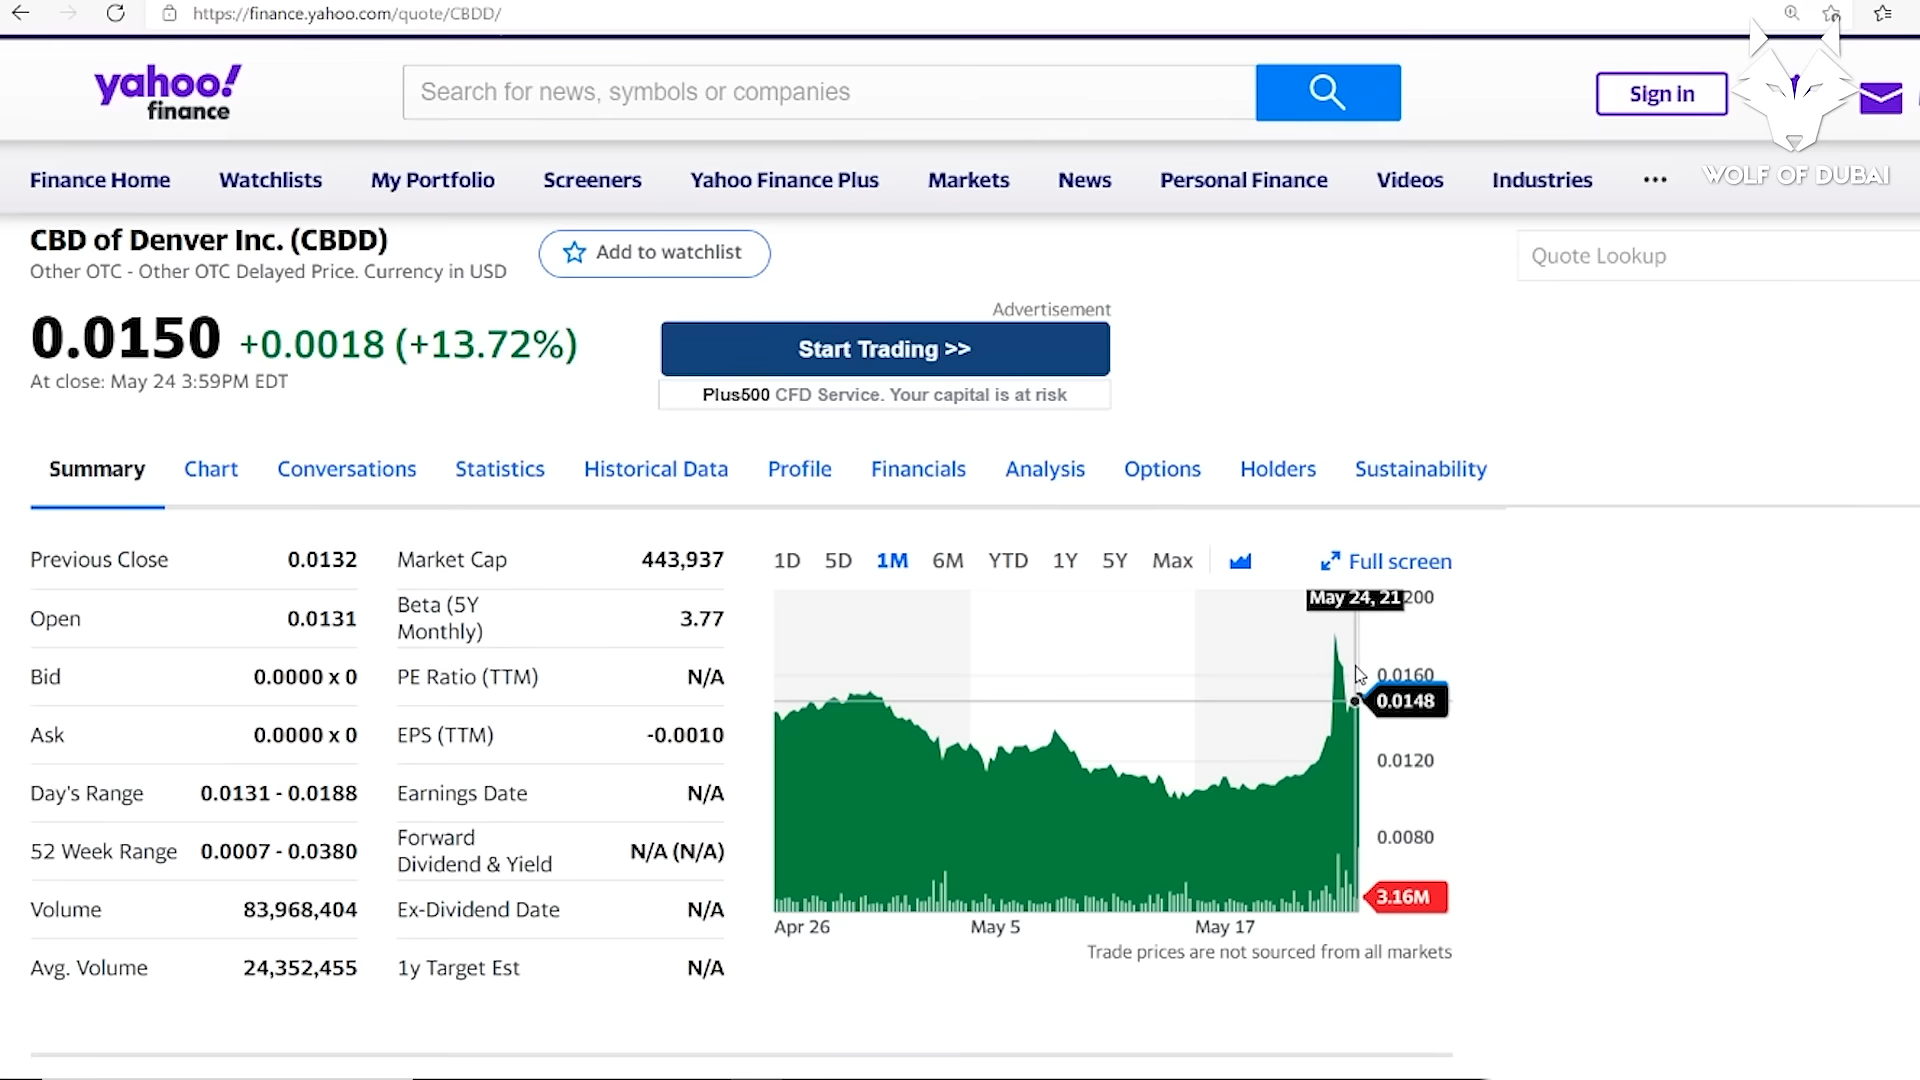 https://finance.yahoo.com/quote/CBDD/
yahoo!
finance
Search for news, symbols or companies
Sign in
WOLF OF DUBAI
Finance Home Watchlists My Portfolio Screeners Yahoo Finance Plus Markets News Personal Finance Videos Industries ...
CBD of Denver Inc. (CBDD)
Other OTC - Other OTC Delayed Price. Currency in USD
Add to watchlist
Quote Lookup
0.0150 +0.0018 (+13.72%)
At close: May 24 3:59PM EDT
Advertisement
Start Trading >>
Plus500 CFD Service. Your capital is at risk
Summary Chart Conversations Statistics Historical Data Profile Financials Analysis Options Holders Sustainability
Previous Close 0.0132
Open 0.0131
Bid 0.0000 x 0
Ask 0.0000 x 0
Day's Range 0.0131 - 0.0188
52 Week Range 0.0007 - 0.0380
Volume 83,968,404
Avg. Volume 24,352,455
Market Cap 443,937
Beta (5Y
Monthly) 3.77
PE Ratio (TTM) N/A
EPS (TTM) -0.0010
Earnings Date N/A
Forward
Dividend & Yield N/A (N/A)
Ex-Dividend Date N/A
1y Target Est N/A
1D 5D 1M 6M YTD 1Y 5Y Max
Full screen
May 24, 21 200
0.0160
0.0148
0.0120
0.0080
3.16M
Apr 26 May 5 May 17
Trade prices are not sourced from all markets